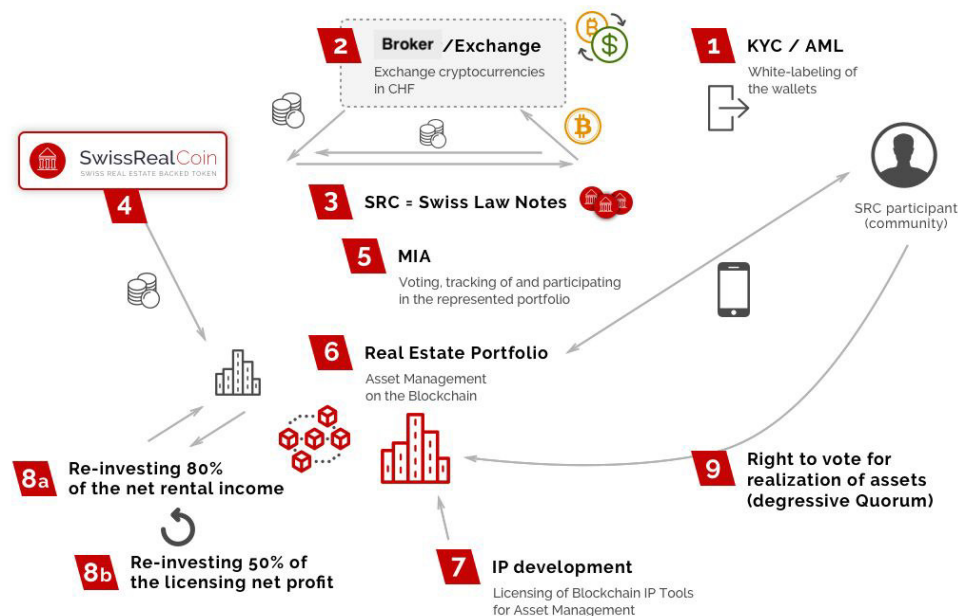 1
KYC / AML
White-labeling of
the wallets
2
Broker /Exchange
Exchange cryptocurrencies
in CHF
SwissRealCoin
SWISS REAL ESTATE BACKED TOKEN
4
3
SRC = Swiss Law Notes
SRC participant
(community)
5
MIA
Voting, tracking of and participating
in the represented portfolio
6
Real Estate Portfolio
Asset Management
on the Blockchain
8a
Re-investing 80%
of the net rental income
8b
Re-investing 50% of
the licensing net profit
7
IP development
Licensing of Blockchain IP Tools
for Asset Management
9
Right to vote for
realization of assets
(degressive Quorum)